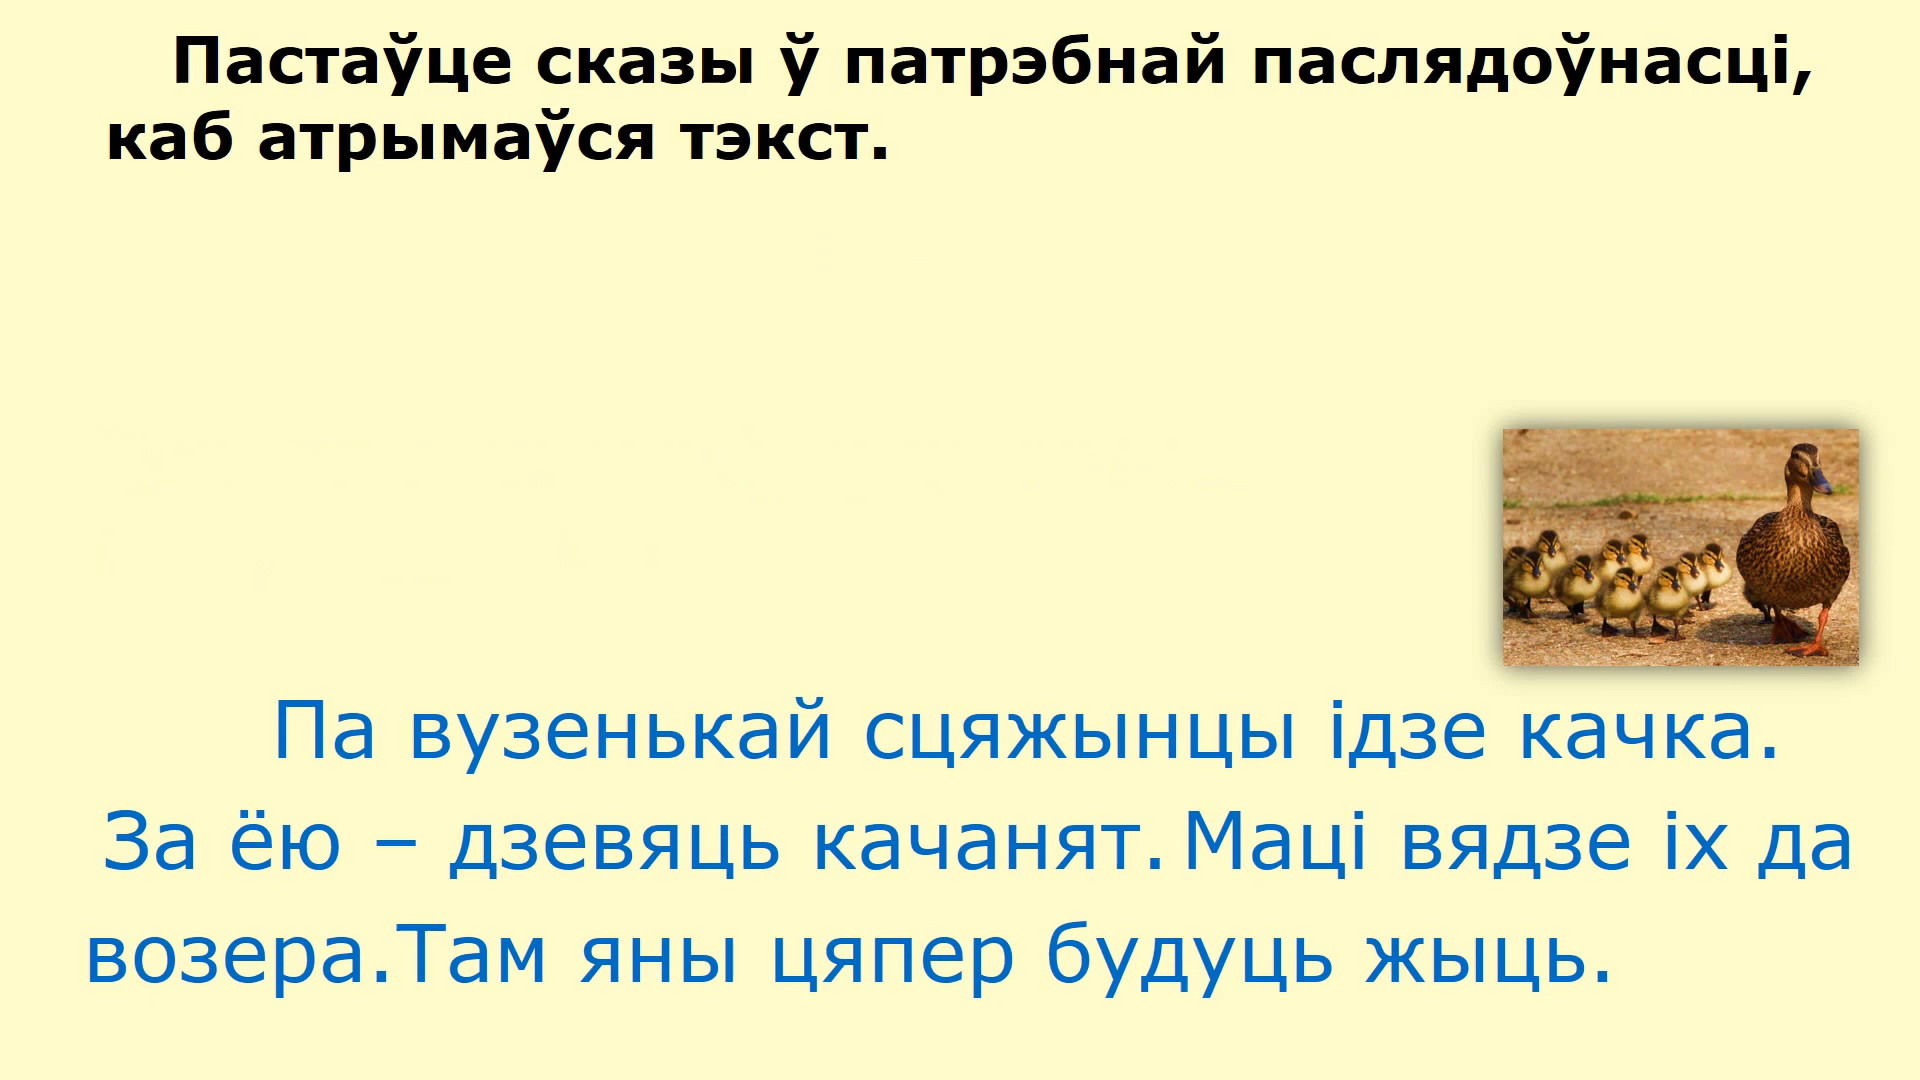 Пастаўце сказы ў патрэбнай паслядоўнасці,
каб атрымаўся тэкст.
Па вузенькай сцяжынцы ідзе качка.
За ёю – дзевяць качанят. Маці вядзе іх да
возера.Там яны цяпер будуць жыць.